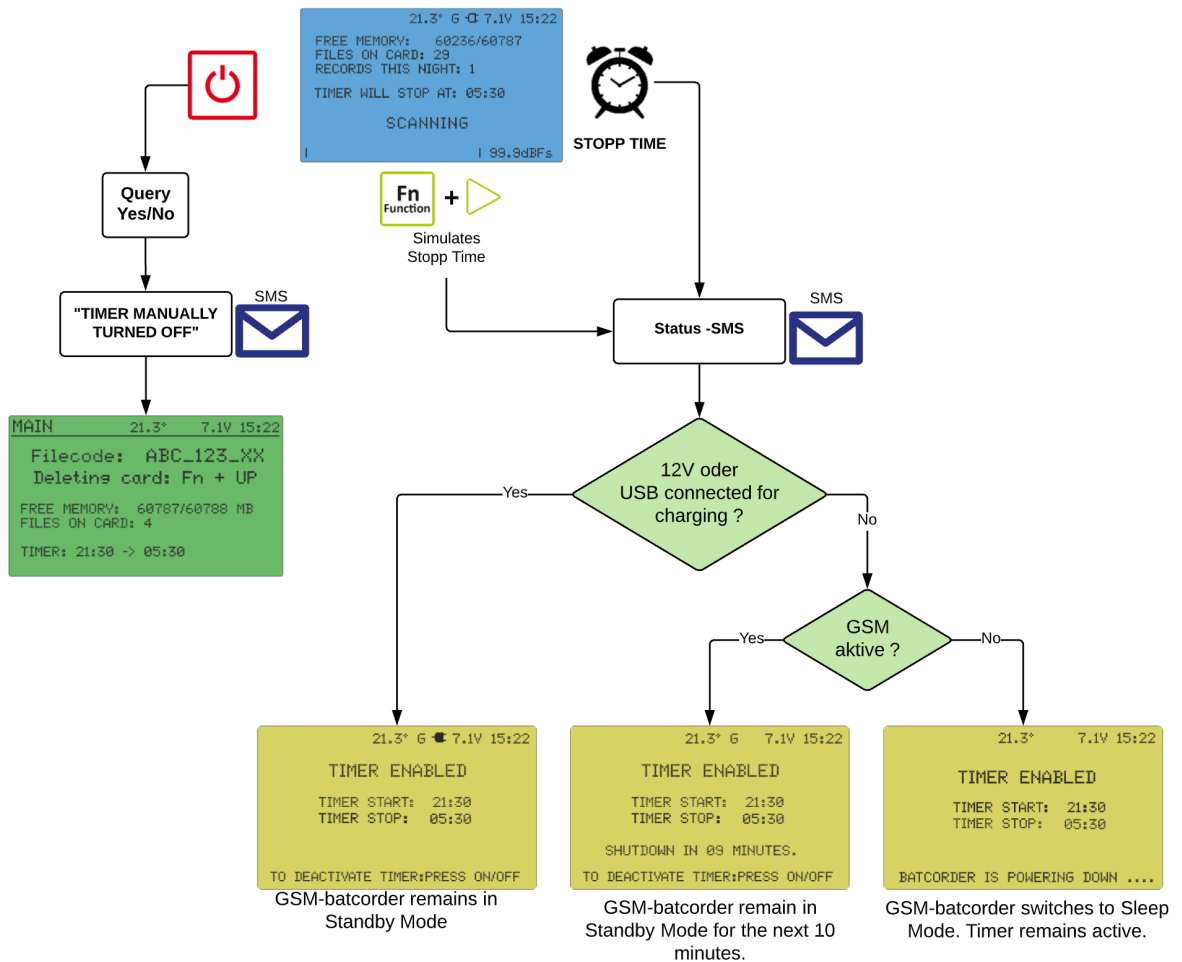 21.3° G 7.1V 15:22
FREE MEMORY: 60236/60787
FILES ON CARD: 29
RECORDS THIS NIGHT: 1
TIMER WILL STOP AT: 05:30
SCANNING
99.9dBFs
STOPP TIME
Fn
Function
+
Simulates
Stopp Time
Query
Yes/No
SMS
"TIMER MANUALLY
TURNED OFF"
SMS
Status -SMS
MAIN 21.3° 7.1V 15:22
Filecode: ABC_123_XX
Deleting card: Fn + UP
FREE MEMORY: 60787/60788 MB
FILES ON CARD: 4
TIMER: 21:30 -> 05:30
12V oder
USB connected for
charging ?
Yes
No
GSM
aktive ?
Yes
No
21.3° G 7.1V 15:22
TIMER ENABLED
TIMER START: 21:30
TIMER STOP: 05:30
TO DEACTIVATE TIMER:PRESS ON/OFF
GSM-batcorder remains in
Standby Mode
21.3° G 7.1V 15:22
TIMER ENABLED
TIMER START: 21:30
TIMER STOP: 05:30
SHUTDOWN IN 09 MINUTES.
TO DEACTIVATE TIMER:PRESS ON/OFF
GSM-batcorder remain in
Standby Mode for the next 10
minutes.
21.3° 7.1V 15:22
TIMER ENABLED
TIMER START: 21:30
TIMER STOP: 05:30
BATCORDER IS POWERING DOWN ....
GSM-batcorder switches to Sleep
Mode. Timer remains active.